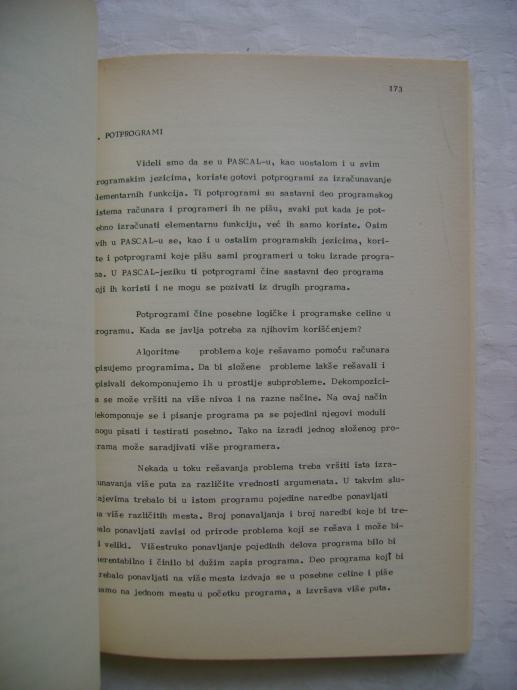 173
. POTPROGRAMI
Videli smo da se u PASCAL-u, kao uostalom i u svim
rogramskim jezicima, koriste gotovi potprogrami za izračunavanje
lementarnih funkcija. Ti potprogrami su sastavni deo programskog
istema računara i programeri ih ne pišu, svaki put kada je pot-
ebno izračunati elementarnu funkciju, već ih samo koriste. Osim
vih u PASCAL-u se, kao i u ostalim programskih jezicima, kori-
te i potprogrami koje pišu sami programeri u toku izrade progra-
na. U PASCAL-jeziku ti potprogrami čine sastavni deo programa
oji ih koristi i ne mogu se pozivati iz drugih programa.
Potprogrami čine posebne logičke i programske celine u
rogramu. Kada se javlja potreba za njihovim korišćenjem?
Algoritme problema koje rešavamo pomoću računara
pisujemo programima. Da bi složene probleme lakše rešavali i
pisivali dekomponujemo ih u prostije subprobleme. Dekompozici-
a se može vršiti na više nivoa i na razne načine. Na ovaj način
dekomponuje se i pisanje programa pa se pojedini njegovi moduli
mogu pisati i testirati posebno. Tako na izradi jednog složenog pro-
rama može saradjivati više programera.
Nekada u toku rešavanja problema treba vršiti ista izra-
unavanja više puta za različite vrednosti argumenata. U takvim slu-
ajevima trebalo bi u istom programu pojedine naredbe ponavljati
na više različitih mesta. Broj ponavaljanja i broj naredbi koje bi tre-
balo ponavljati zavisi od prirode problema koji se rešava i može bi-
i veliki. Višestruko ponavljanje pojedinih delova programa bilo bi
erentabilno i činilo bi dužim zapis programa. Deo programa koji bi
trebalo ponavljati na više mesta izdvaja se u posebne celine i piše
samo na jednom mestu u početku programa, a izvršava više puta.